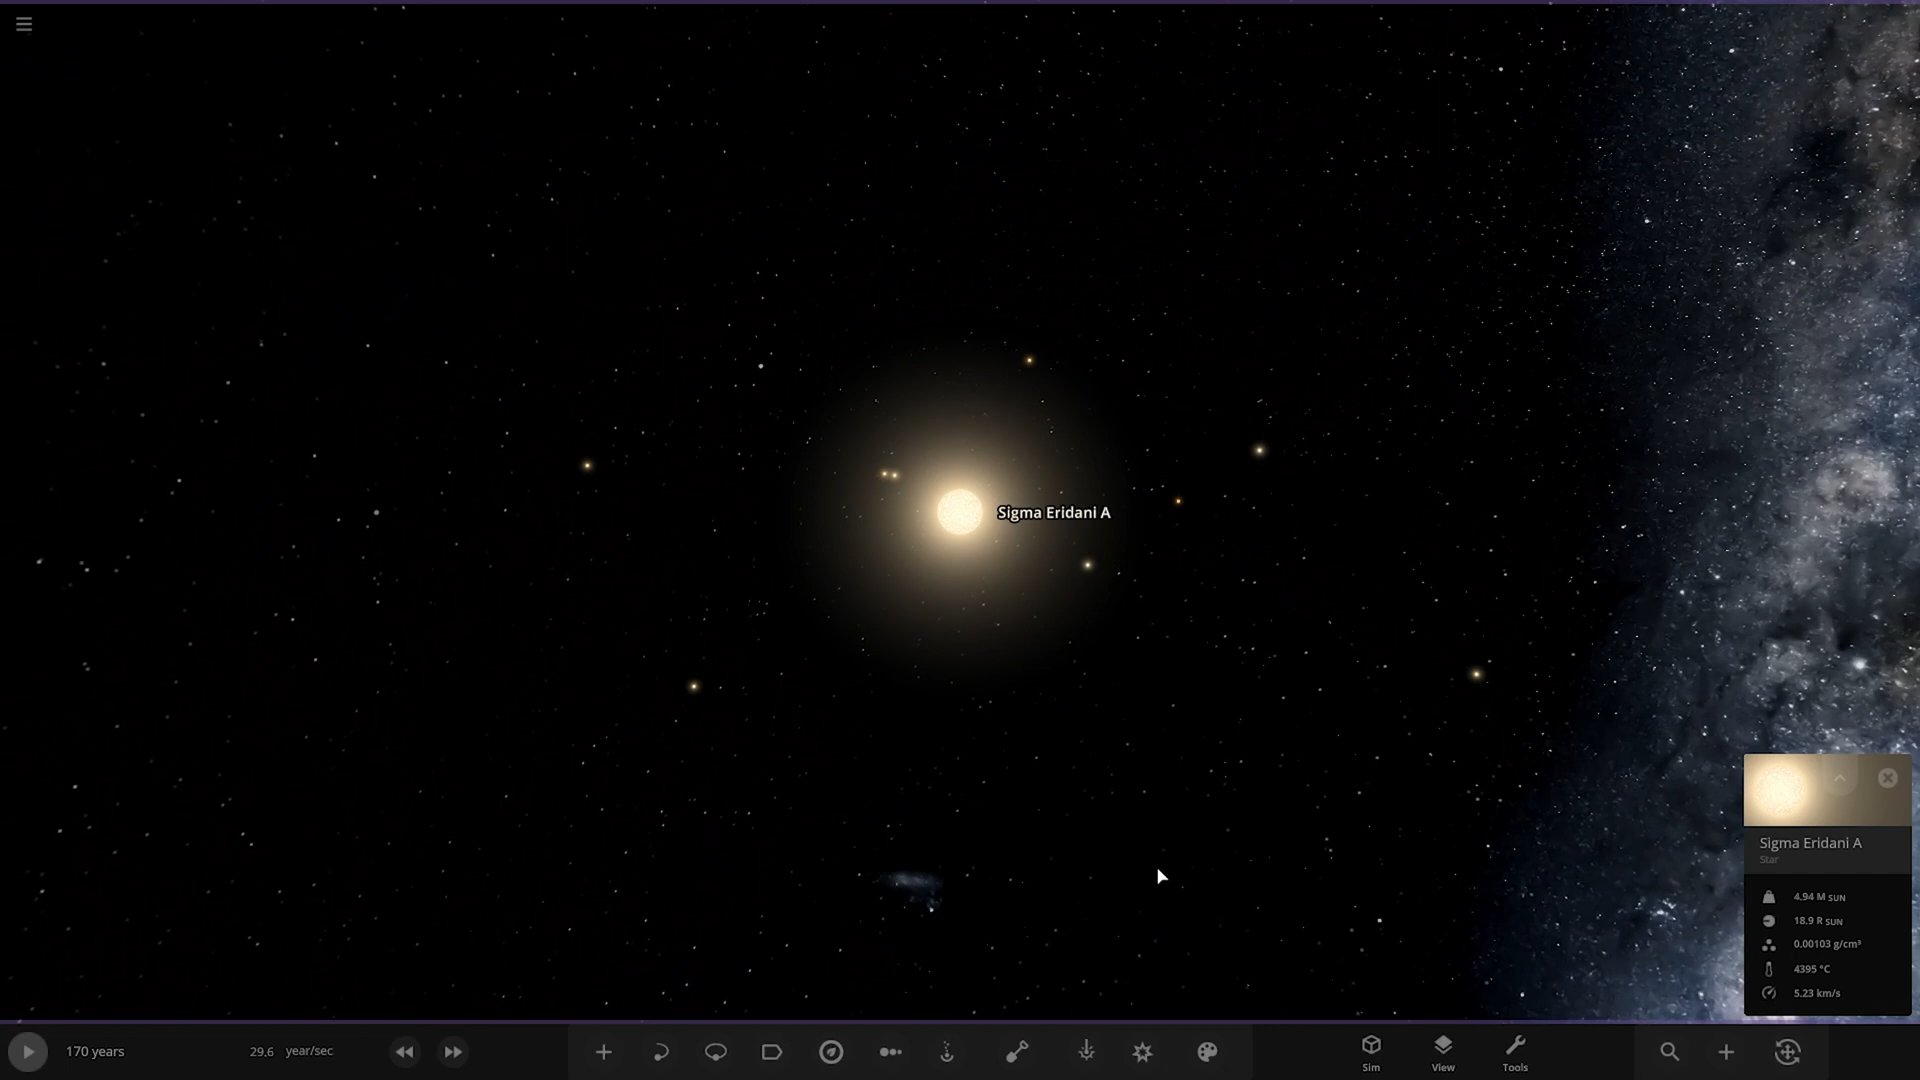 Sigma Eridani A
Sigma Eridani A
Star
4.94 M SUN
18.9 R SUN
0.00103 g/cm³
4395 °C
5.23 km/s
170 years
29,6 year/sec
Sim
View
Tools